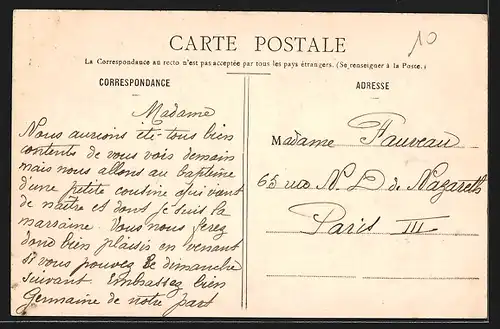 10
CARTE POSTALE
La Correspondance au recto n'est pas acceptée par tous les pays étrangers. (Se renseigner à la Poste.)
CORRESPONDANCE
Madame
Nous aurions été tous bien
contents de vous vois demain
mais nous allons au baptême
d'une petite cousine qui vient
de naître et dont je suis la
marraine. Vous nous ferez
donc bien plaisir en venant
si vous pouvez le dimanche
suivant. Embrassez bien
Germaine de notre part
ADRESSE
Madame Fauveau
65 rue N. D de Nazareth
Paris III